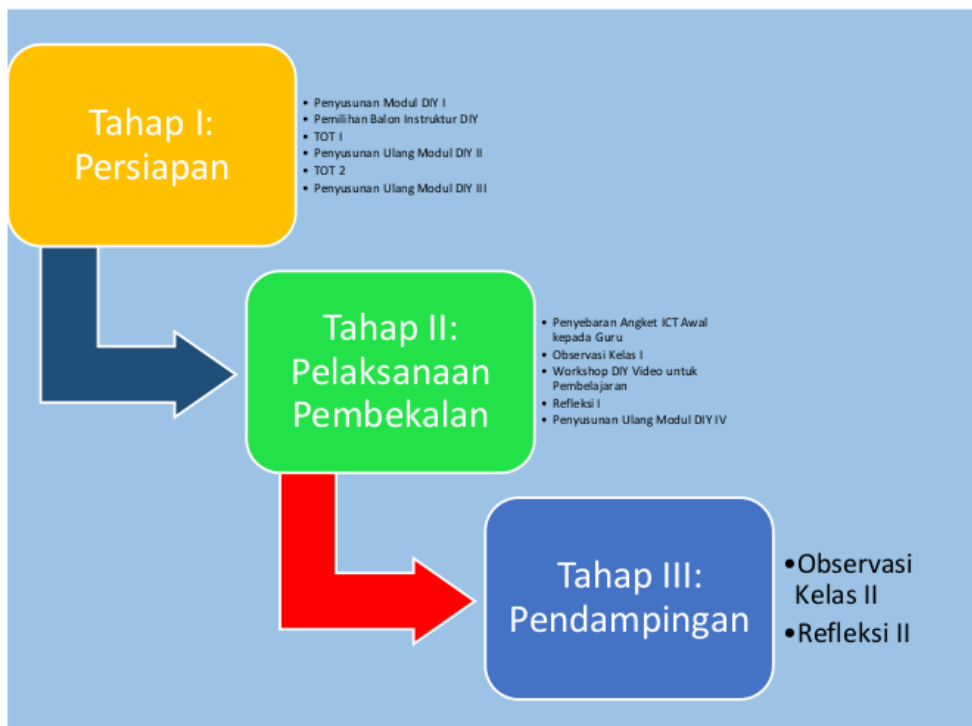 Tahap I:
Persiapan
• Penyusunan Modul DIY I
• Pemilihan Balon Instruktur DIY
• TOT I
• Penyusunan Ulang Modul DIY II
• TOT 2
• Penyusunan Ulang Modul DIY III
Tahap II:
Pelaksanaan
Pembekalan
• Penyebaran Angket ICT Awal
kepada Guru
• Observasi Kelas I
• Workshop DIY Video untuk
Pembelajaran
• Refleksi I
• Penyusunan Ulang Modul DIY IV
Tahap III:
Pendampingan
•Observasi
Kelas II
•Refleksi II